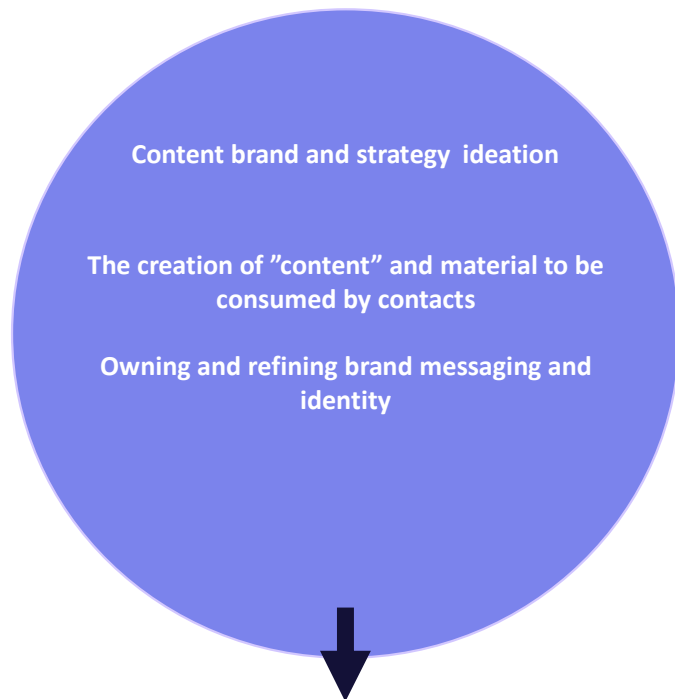 Content brand and strategy  ideation
The creation of ”content” and material to be
consumed by contacts
Owning and refining brand messaging and
identity